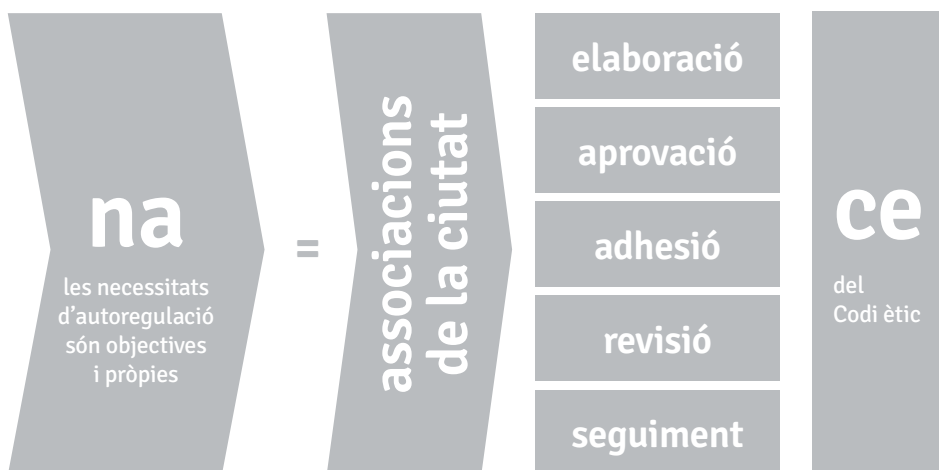 na
les necessitats
d'autoregulació
són objectives
i pròpies
=
associacions
de la ciutat
elaboració
aprovació
adhesió
revisió
seguiment
ce
del
Codi ètic